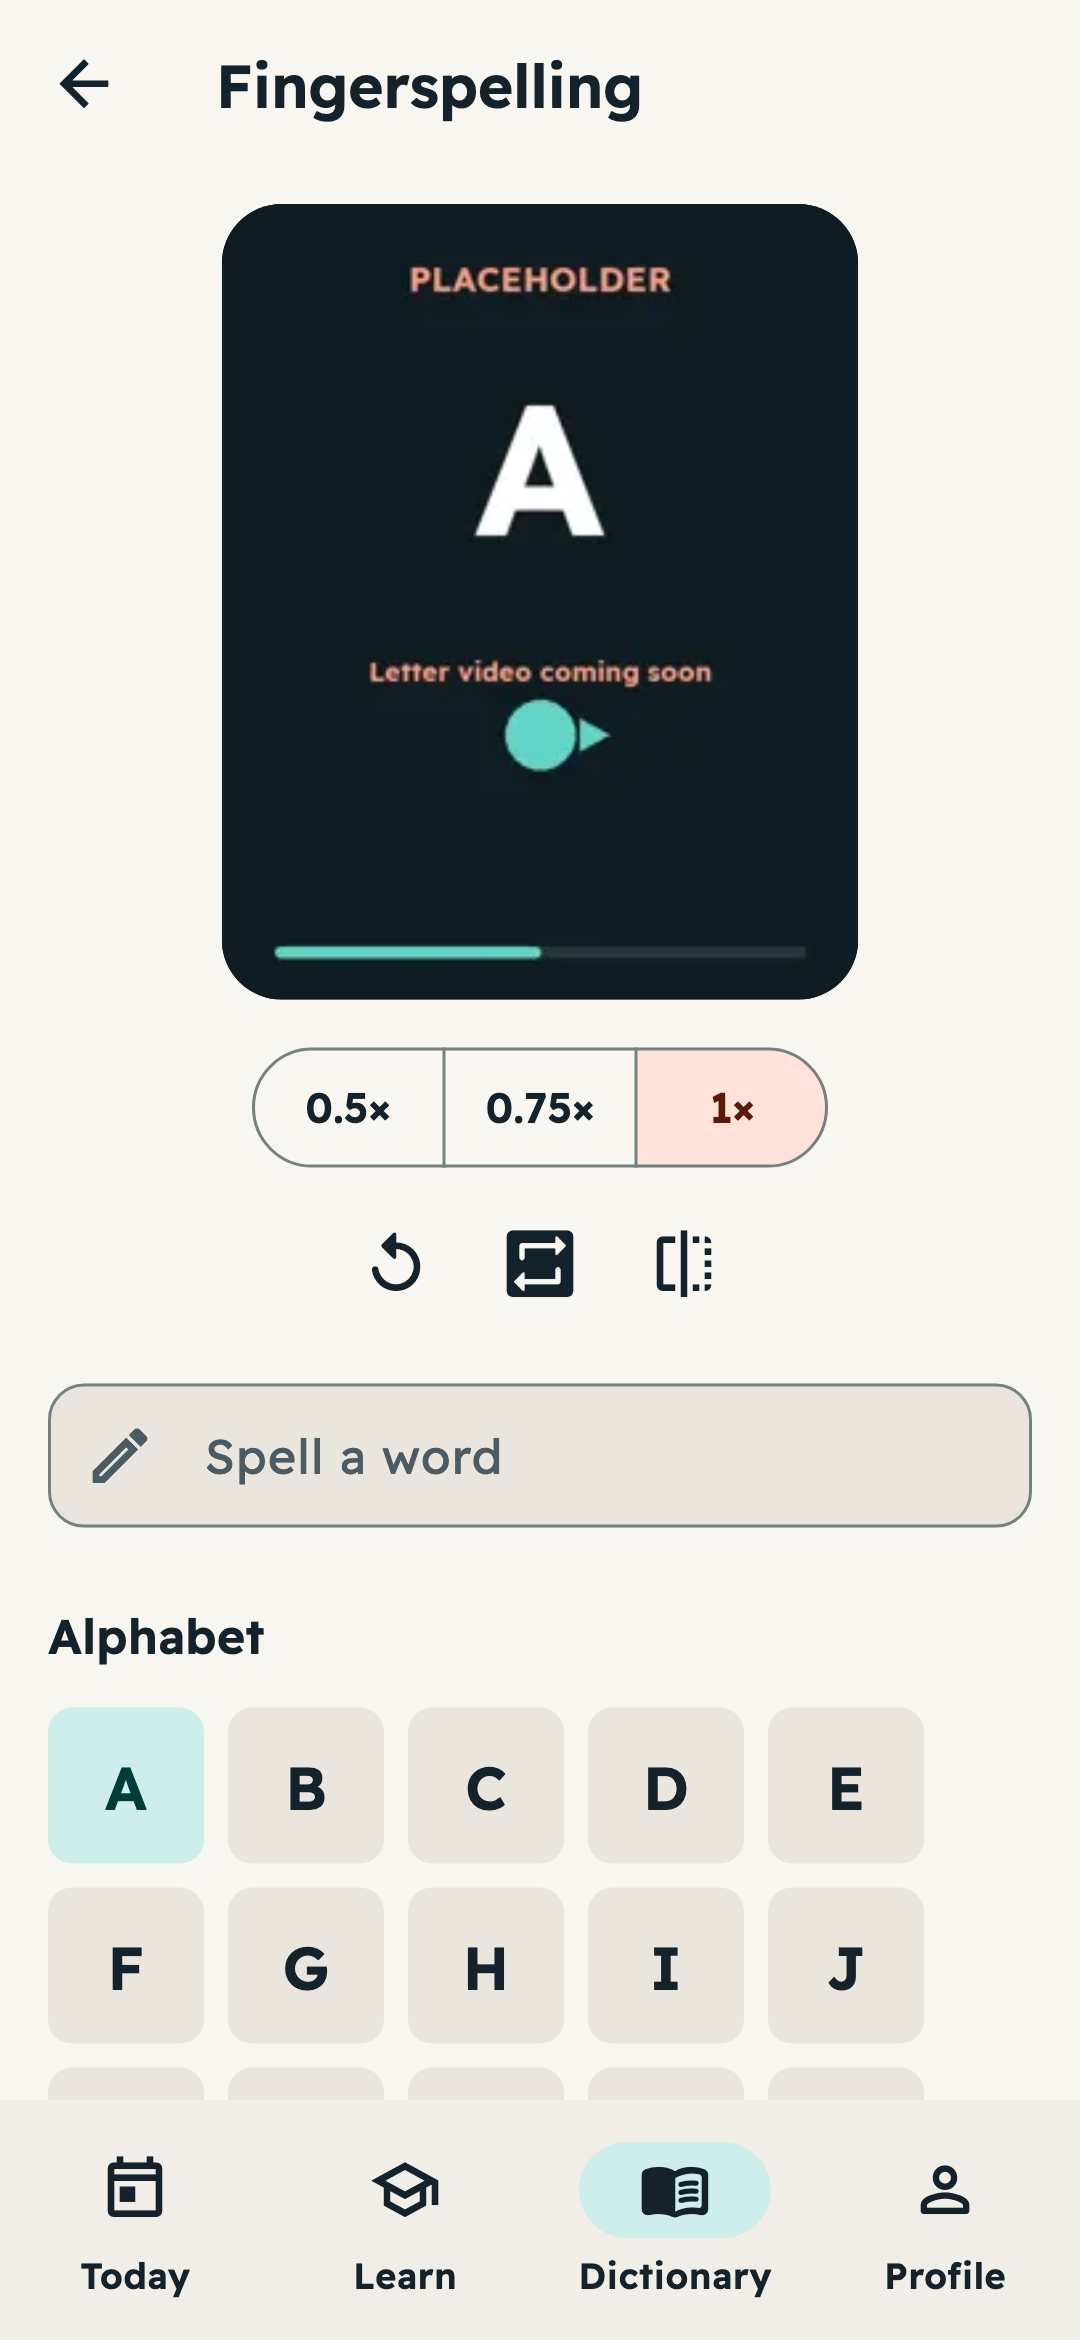 Fingerspelling
PLACEHOLDER
A
Letter video coming soon
0.5×
0.75×
1×
Spell a word
Alphabet
A B C D E
F G H I J
Today Learn Dictionary Profile